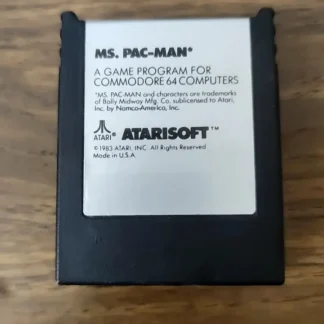 MS. PAC-MAN*
A GAME PROGRAM FOR
COMMODORE 64 COMPUTERS
*MS. PAC-MAN and characters are trademarks
of Bally Midway Mfg. Co. sublicensed to Atari,
Inc. by Namco-America, Inc.
ATARI® ATARISOFT™
©1983 ATARI, INC. All Rights Reserved
Made in U.S.A.